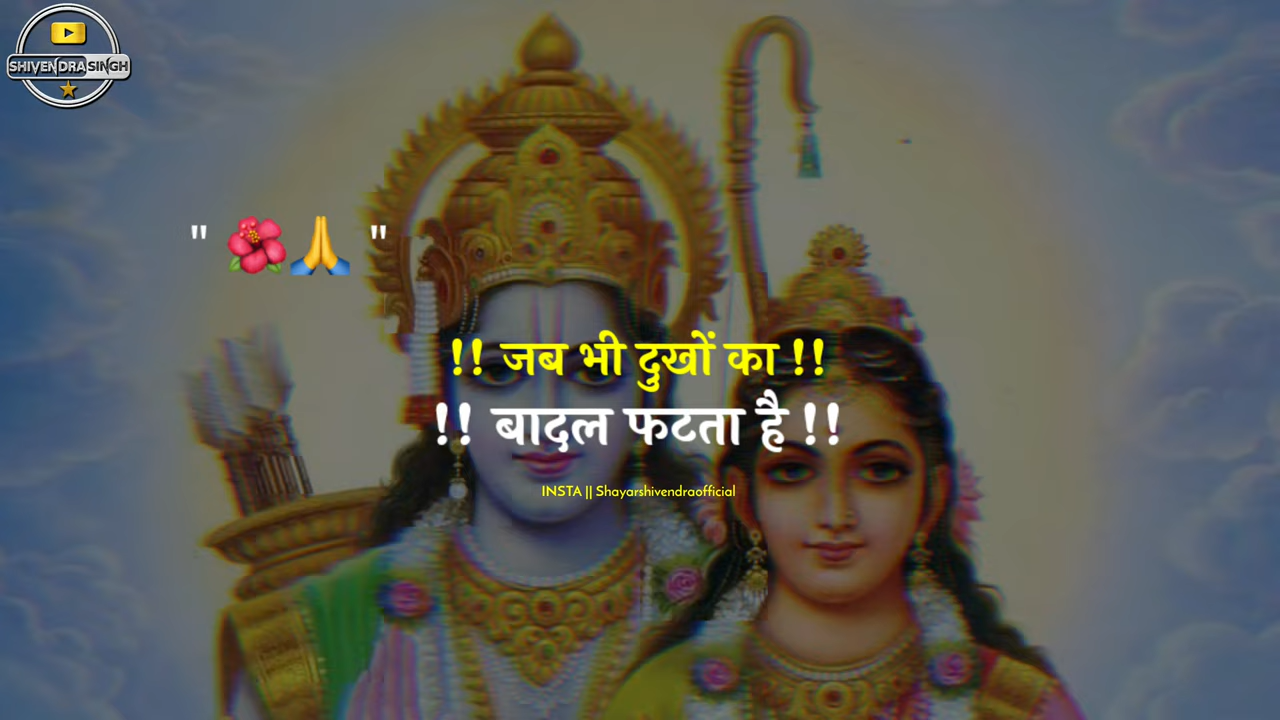 SHIVENDRA SINGH
" 🌺🙏 "
!! जब भी दुखों का !!
!! बादल फटता है !!
INSTA || Shayarshivendraofficial